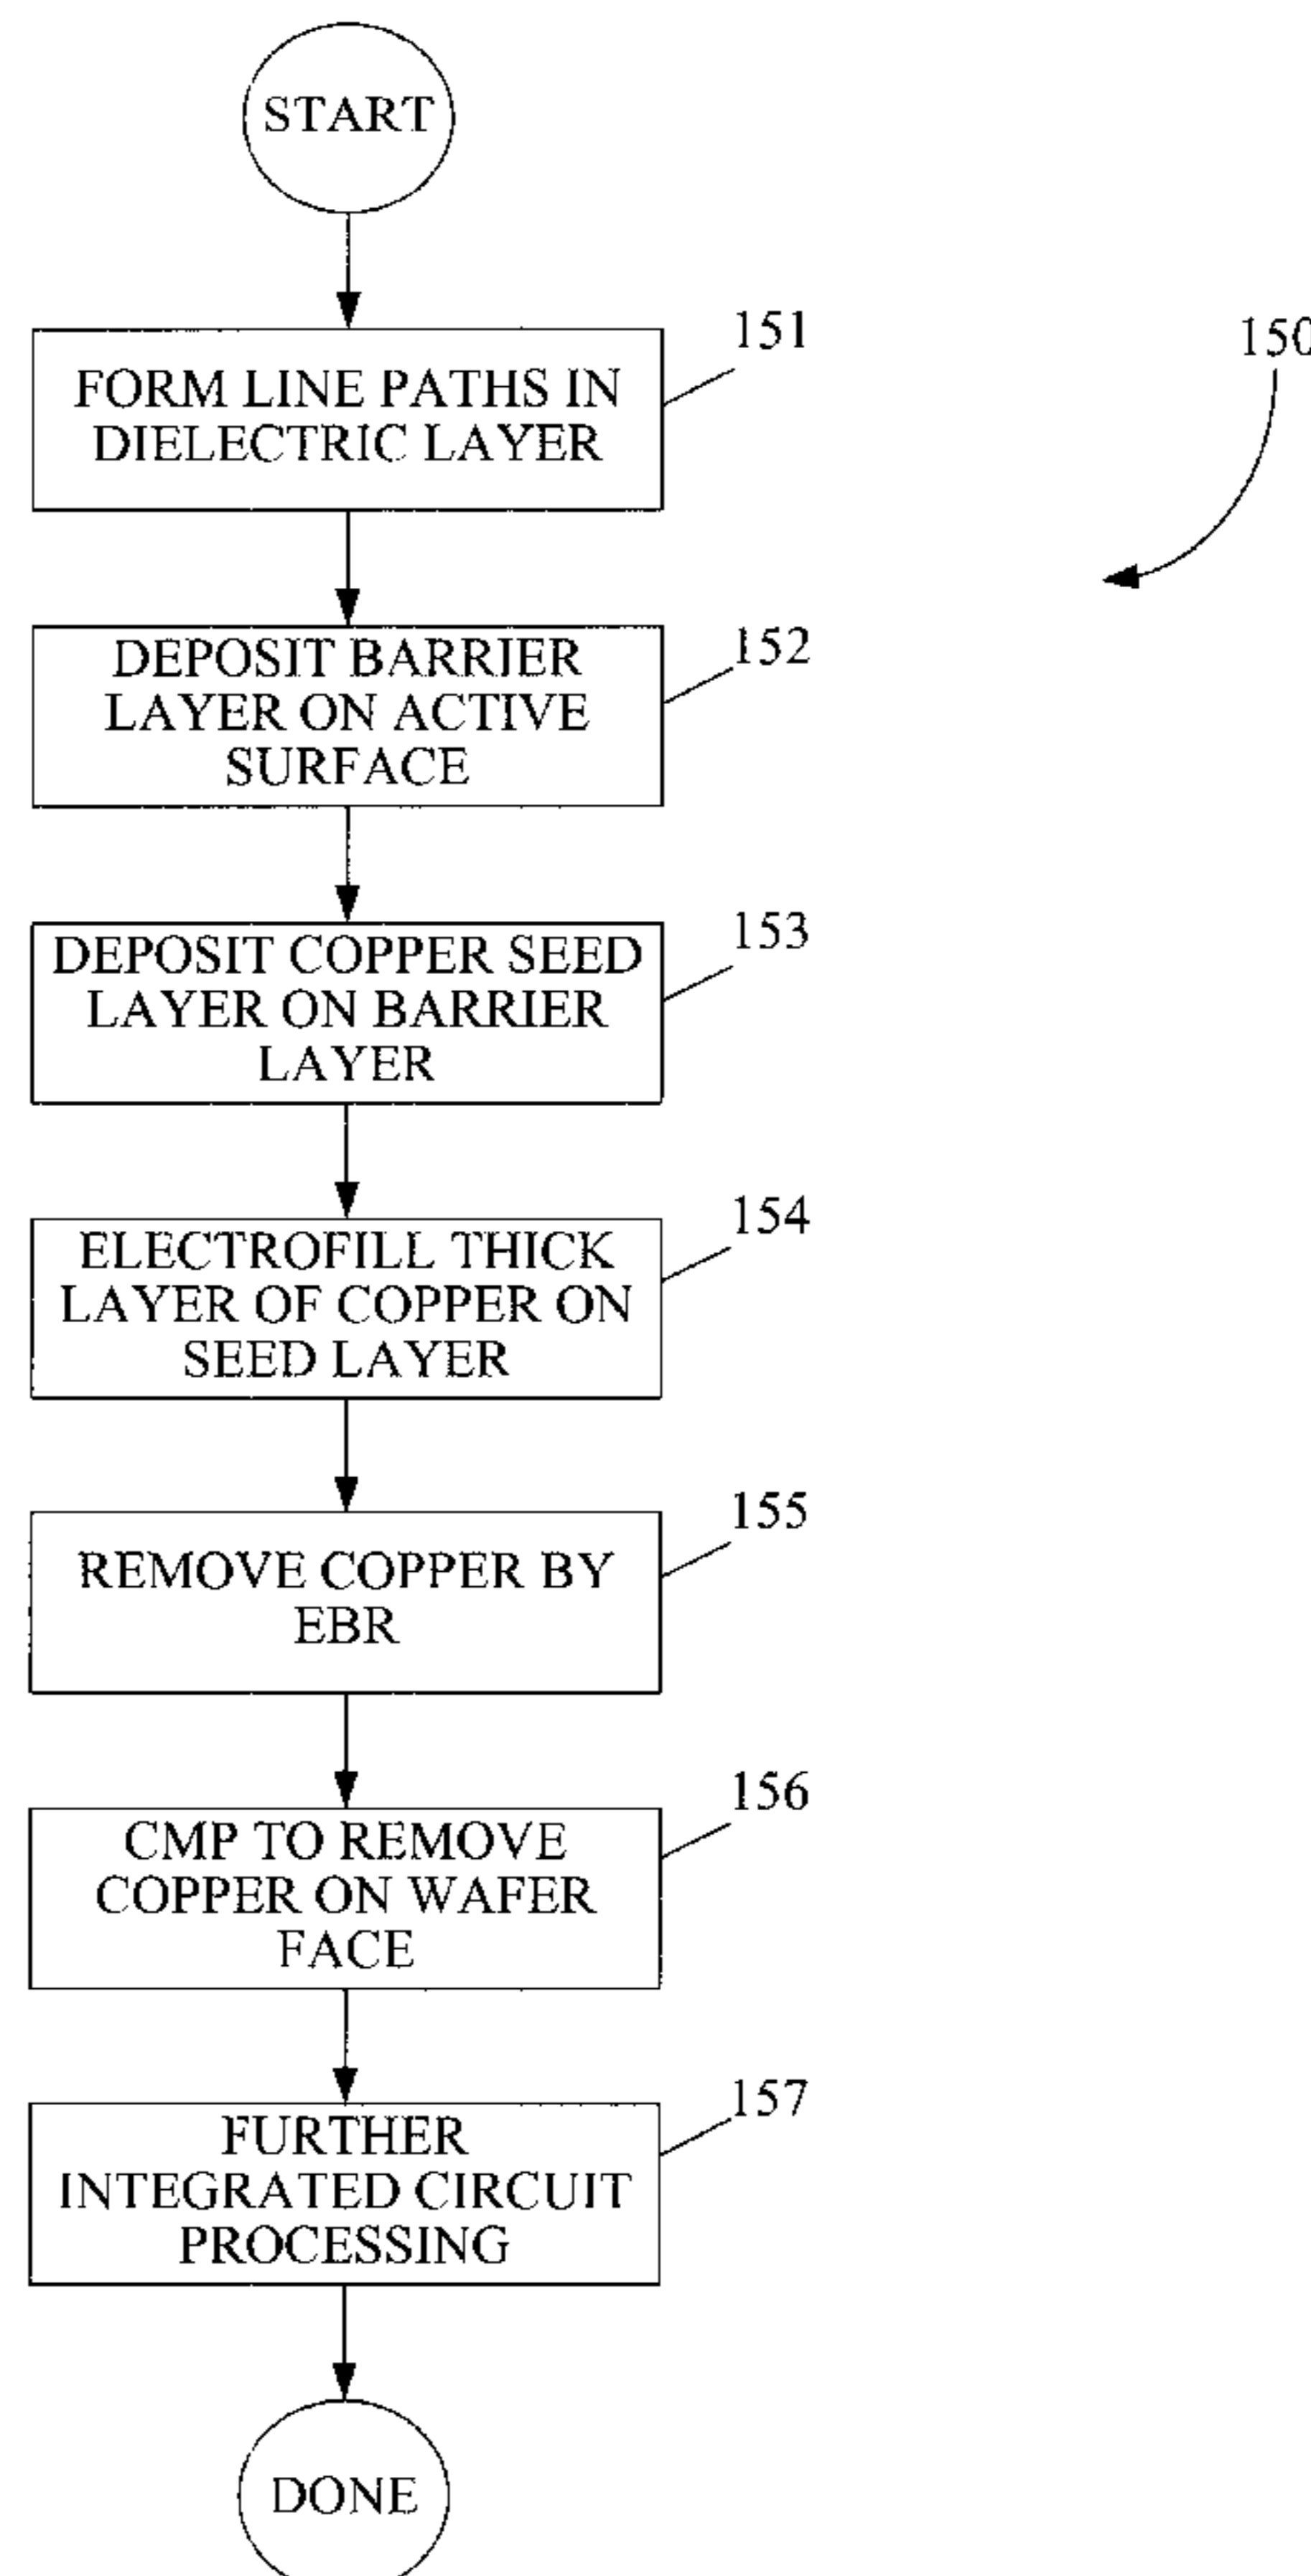 START
151
150
FORM LINE PATHS IN
DIELECTRIC LAYER
152
DEPOSIT BARRIER
LAYER ON ACTIVE
SURFACE
153
DEPOSIT COPPER SEED
LAYER ON BARRIER
LAYER
154
ELECTROFILL THICK
LAYER OF COPPER ON
SEED LAYER
155
REMOVE COPPER BY
EBR
156
CMP TO REMOVE
COPPER ON WAFER
FACE
157
FURTHER
INTEGRATED CIRCUIT
PROCESSING
DONE